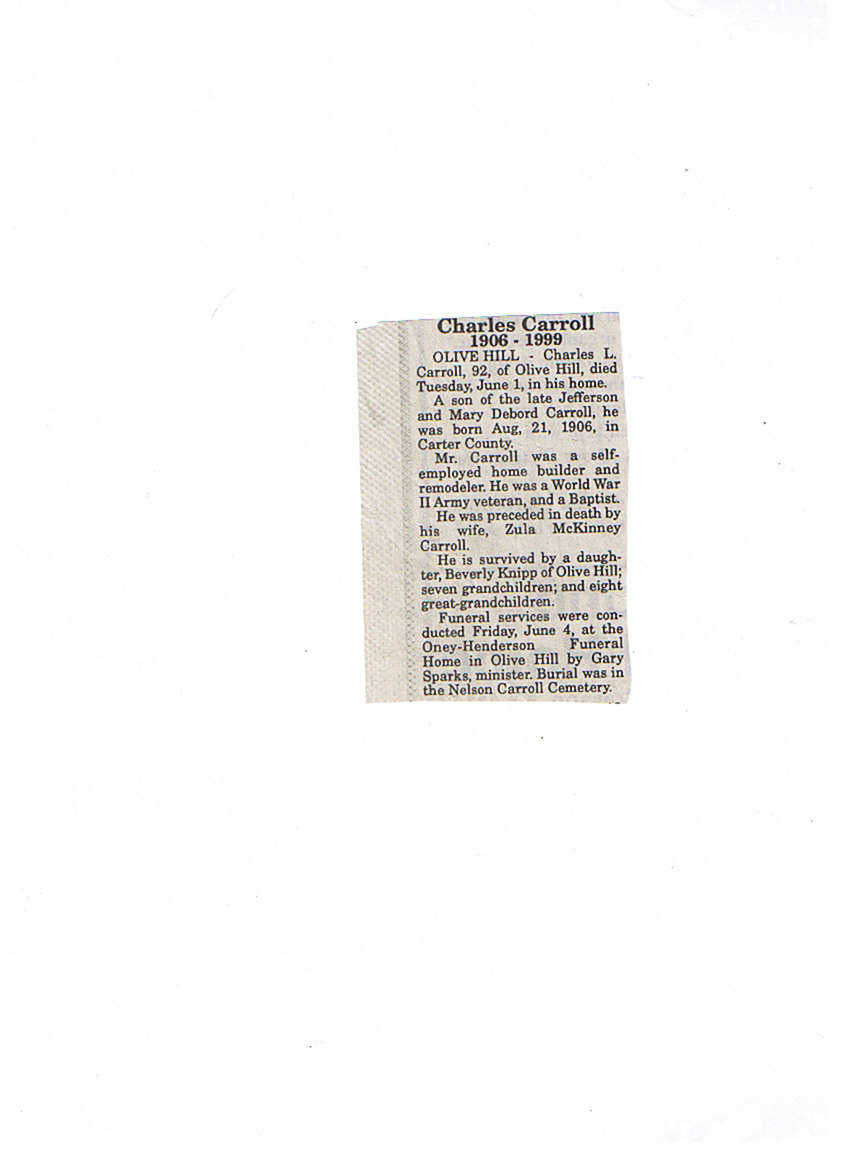 Charles Carroll
1906 - 1999
OLIVE HILL - Charles L.
Carroll, 92, of Olive Hill, died
Tuesday, June 1, in his home.
A son of the late Jefferson
and Mary Debord Carroll, he
was born Aug, 21, 1906, in
Carter County.
Mr. Carroll was a self-
employed home builder and
remodeler. He was a World War
II Army veteran, and a Baptist.
He was preceded in death by
his wife, Zula McKinney
Carroll.
He is survived by a daugh-
ter, Beverly Knipp of Olive Hill;
seven grandchildren; and eight
great-grandchildren.
Funeral services were con-
ducted Friday, June 4, at the
Oney-Henderson Funeral
Home in Olive Hill by Gary
Sparks, minister. Burial was in
the Nelson Carroll Cemetery.